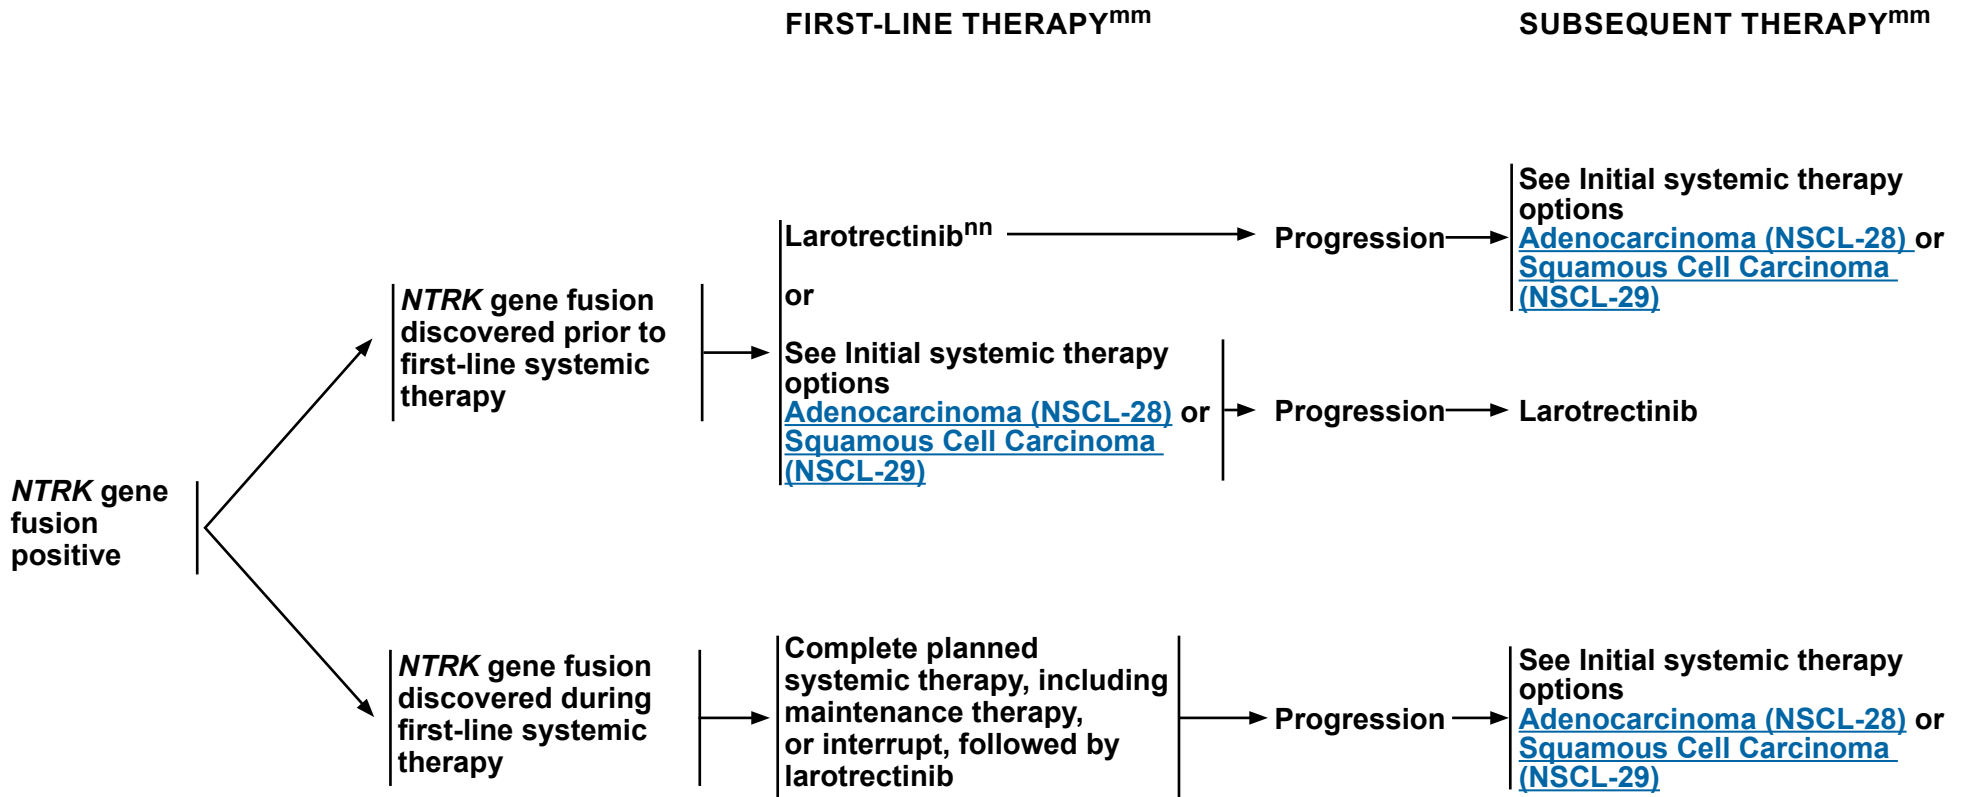 FIRST-LINE THERAPYmm
SUBSEQUENT THERAPYmm
NTRK gene
fusion
positive
NTRK gene fusion
discovered prior to
first-line systemic
therapy
Larotrectinibnn
or
See Initial systemic therapy
options
Adenocarcinoma (NSCL-28) or
Squamous Cell Carcinoma
(NSCL-29)
Progression
See Initial systemic therapy
options
Adenocarcinoma (NSCL-28) or
Squamous Cell Carcinoma
(NSCL-29)
Progression
Larotrectinib
NTRK gene fusion
discovered during
first-line systemic
therapy
Complete planned
systemic therapy, including
maintenance therapy,
or interrupt, followed by
larotrectinib
Progression
See Initial systemic therapy
options
Adenocarcinoma (NSCL-28) or
Squamous Cell Carcinoma
(NSCL-29)